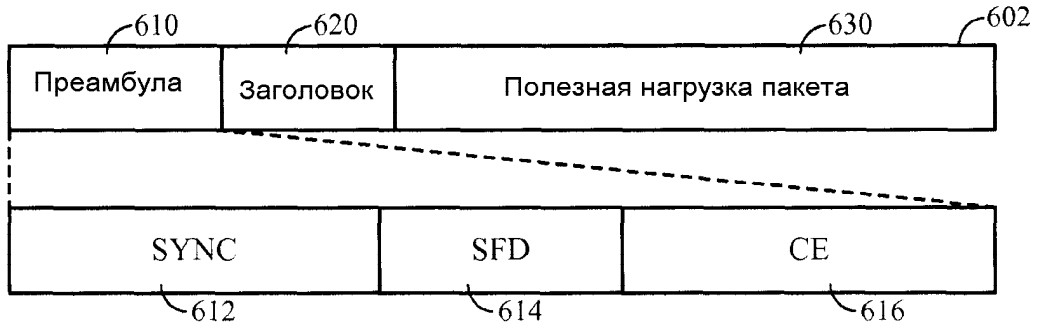 610 620 630 602
Преамбула Заголовок Полезная нагрузка пакета
SYNC SFD CE
612 614 616